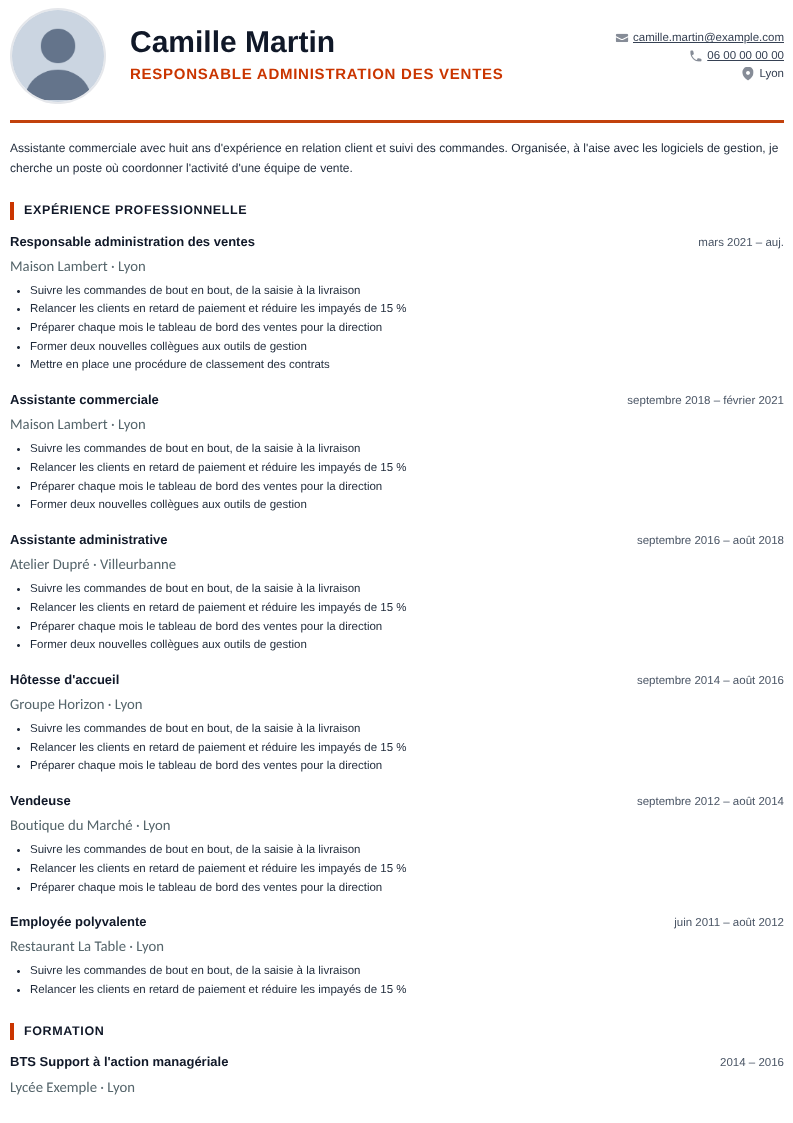 Camille Martin
RESPONSABLE ADMINISTRATION DES VENTES
camille.martin@example.com
06 00 00 00 00
Lyon
Assistante commerciale avec huit ans d'expérience en relation client et suivi des commandes. Organisée, à l'aise avec les logiciels de gestion, je
cherche un poste où coordonner l'activité d'une équipe de vente.
EXPÉRIENCE PROFESSIONNELLE
Responsable administration des ventes mars 2021 – auj.
Maison Lambert · Lyon
• Suivre les commandes de bout en bout, de la saisie à la livraison
• Relancer les clients en retard de paiement et réduire les impayés de 15 %
• Préparer chaque mois le tableau de bord des ventes pour la direction
• Former deux nouvelles collègues aux outils de gestion
• Mettre en place une procédure de classement des contrats
Assistante commerciale septembre 2018 – février 2021
Maison Lambert · Lyon
• Suivre les commandes de bout en bout, de la saisie à la livraison
• Relancer les clients en retard de paiement et réduire les impayés de 15 %
• Préparer chaque mois le tableau de bord des ventes pour la direction
• Former deux nouvelles collègues aux outils de gestion
Assistante administrative septembre 2016 – août 2018
Atelier Dupré · Villeurbanne
• Suivre les commandes de bout en bout, de la saisie à la livraison
• Relancer les clients en retard de paiement et réduire les impayés de 15 %
• Préparer chaque mois le tableau de bord des ventes pour la direction
• Former deux nouvelles collègues aux outils de gestion
Hôtesse d'accueil septembre 2014 – août 2016
Groupe Horizon · Lyon
• Suivre les commandes de bout en bout, de la saisie à la livraison
• Relancer les clients en retard de paiement et réduire les impayés de 15 %
• Préparer chaque mois le tableau de bord des ventes pour la direction
Vendeuse septembre 2012 – août 2014
Boutique du Marché · Lyon
• Suivre les commandes de bout en bout, de la saisie à la livraison
• Relancer les clients en retard de paiement et réduire les impayés de 15 %
• Préparer chaque mois le tableau de bord des ventes pour la direction
Employée polyvalente juin 2011 – août 2012
Restaurant La Table · Lyon
• Suivre les commandes de bout en bout, de la saisie à la livraison
• Relancer les clients en retard de paiement et réduire les impayés de 15 %
FORMATION
BTS Support à l'action managériale 2014 – 2016
Lycée Exemple · Lyon